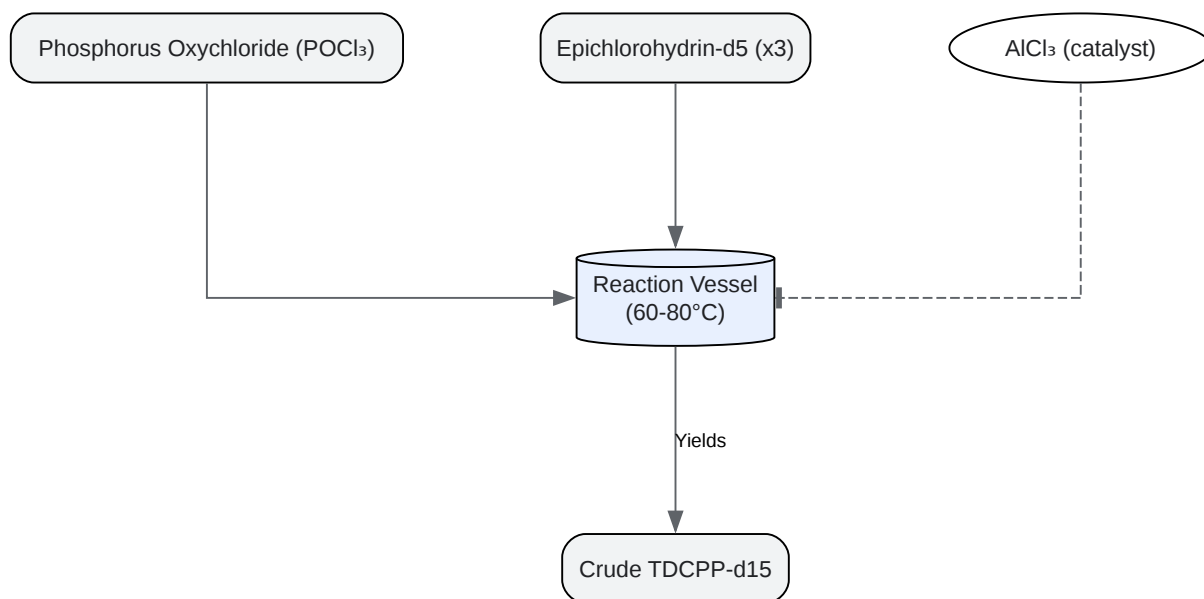 Phosphorus Oxychloride (POCl₃)
Epichlorohydrin-d5 (x3)
AlCl₃ (catalyst)
Reaction Vessel
(60-80°C)
Yields
Crude TDCPP-d15